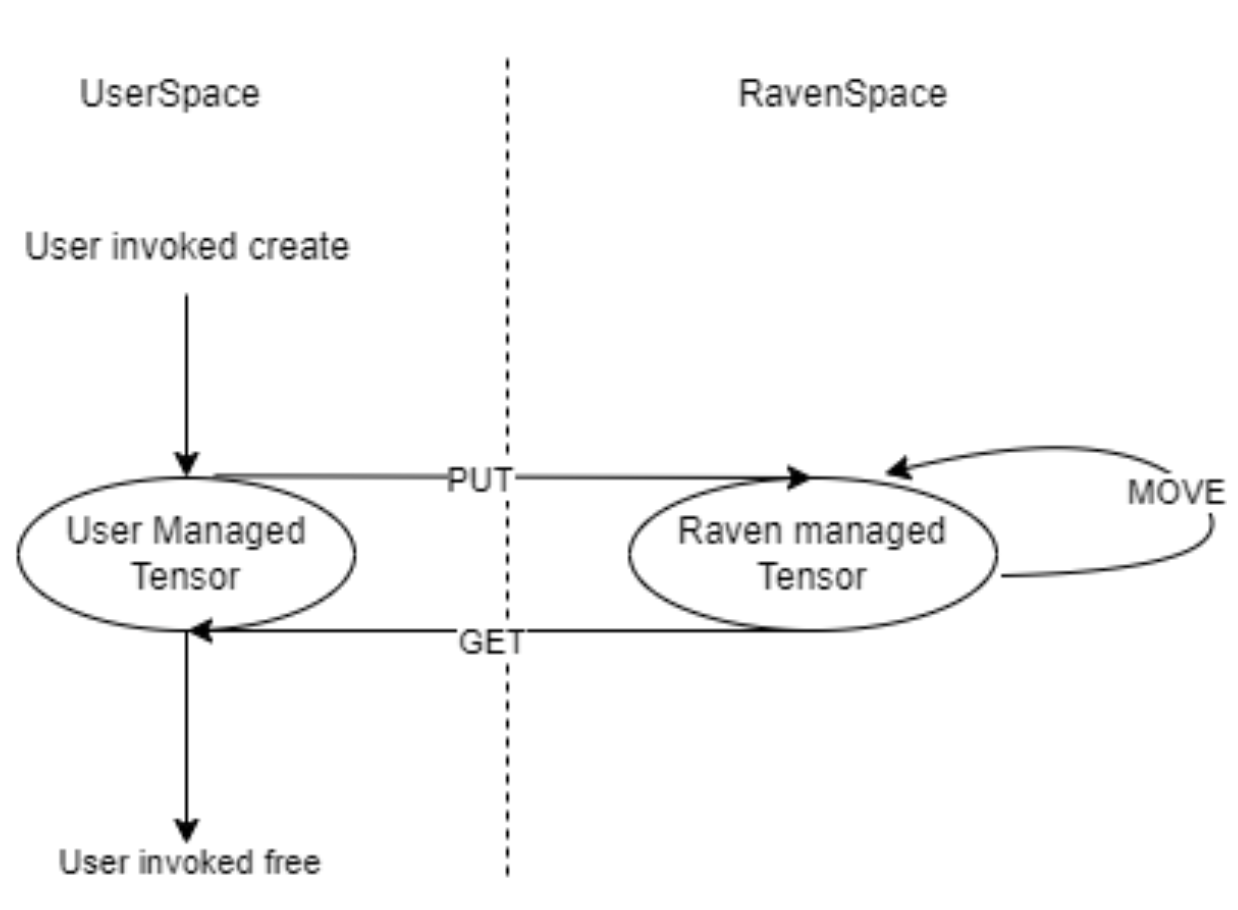 UserSpace
RavenSpace
User invoked create
PUT
User Managed
Tensor
Raven managed
Tensor
MOVE
GET
User invoked free